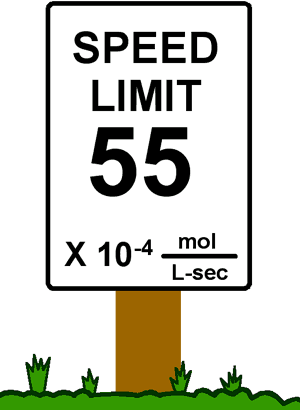 SPEED
LIMIT
55
X 10⁻⁴ mol / L-sec